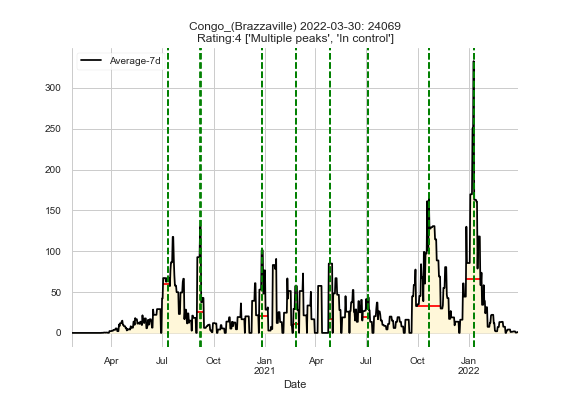 Congo_(Brazzaville) 2022-03-30: 24069
Rating:4 ['Multiple peaks', 'In control']
Average-7d
300
250
200
150
100
50
0
Apr Jul Oct Jan Apr Jul Oct Jan
2021 2022
Date